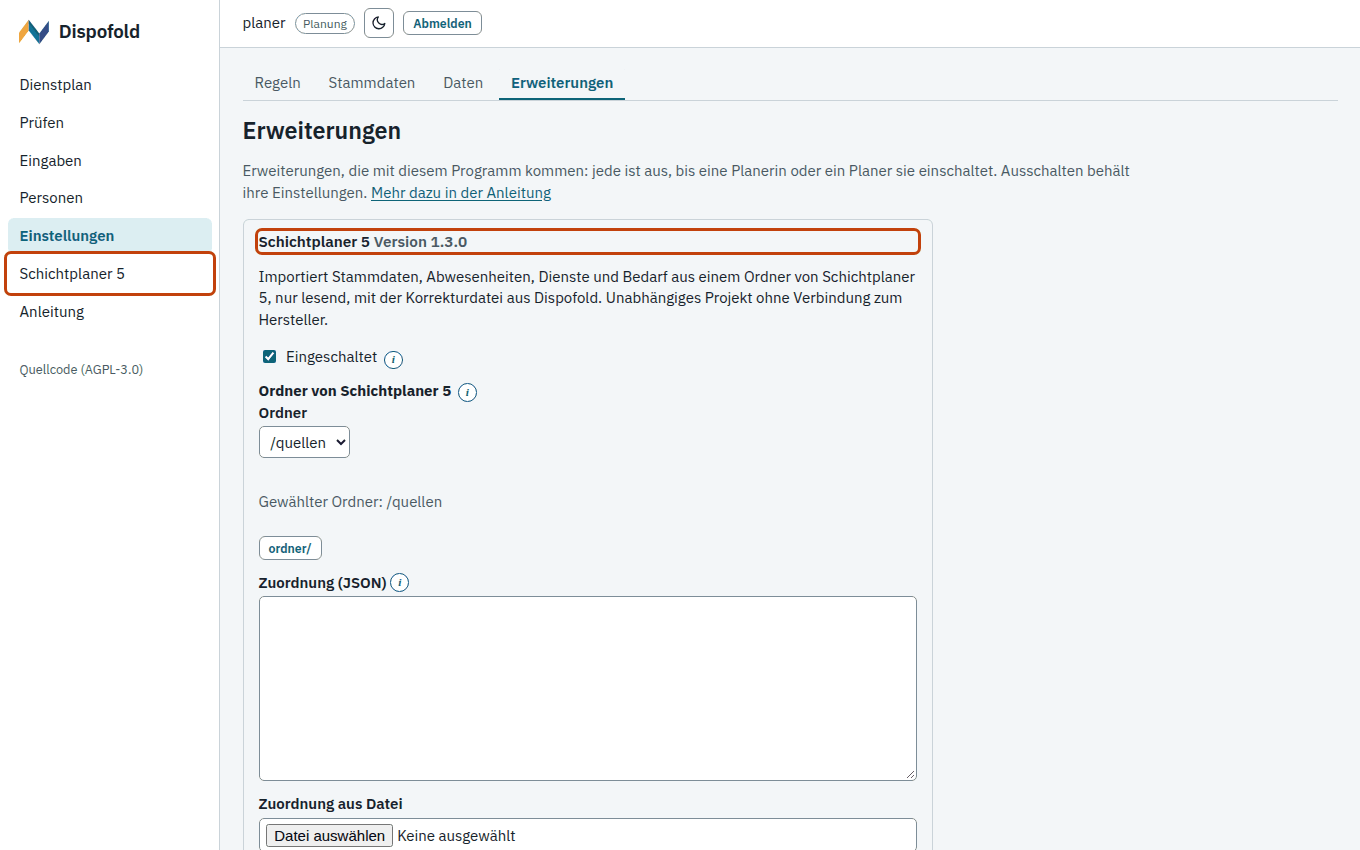 Dispofold
Dienstplan
Prüfen
Eingaben
Personen
Einstellungen
Schichtplaner 5
Anleitung
Quellcode (AGPL-3.0)
planer Planung Abmelden
Regeln Stammdaten Daten Erweiterungen
Erweiterungen
Erweiterungen, die mit diesem Programm kommen: jede ist aus, bis eine Planerin oder ein Planer sie einschaltet. Ausschalten behält
ihre Einstellungen. Mehr dazu in der Anleitung
Schichtplaner 5 Version 1.3.0
Importiert Stammdaten, Abwesenheiten, Dienste und Bedarf aus einem Ordner von Schichtplaner
5, nur lesend, mit der Korrekturdatei aus Dispofold. Unabhängiges Projekt ohne Verbindung zum
Hersteller.
Eingeschaltet i
Ordner von Schichtplaner 5 i
Ordner
/quellen
Gewählter Ordner: /quellen
ordner/
Zuordnung (JSON) i
Zuordnung aus Datei
Datei auswählen Keine ausgewählt